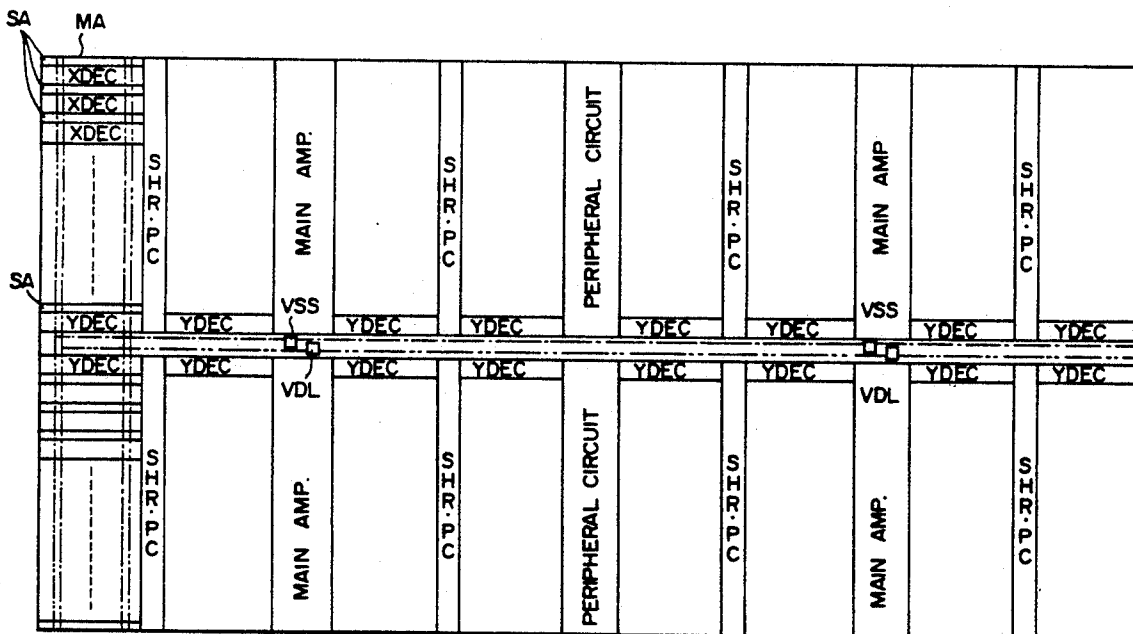 SA MA
XDEC
XDEC
XDEC
SHR·PC
MAIN AMP.
SHR·PC
PERIPHERAL CIRCUIT
SHR·PC
MAIN AMP
SHR·PC
SA
VSS
VSS
YDEC YDEC YDEC YDEC YDEC YDEC YDEC YDEC
YDEC YDEC YDEC YDEC YDEC YDEC YDEC YDEC
VDL
VDL
SHR·PC
MAIN AMP.
SHR·PC
PERIPHERAL CIRCUIT
SHR·PC
MAIN AMP.
SHR·PC